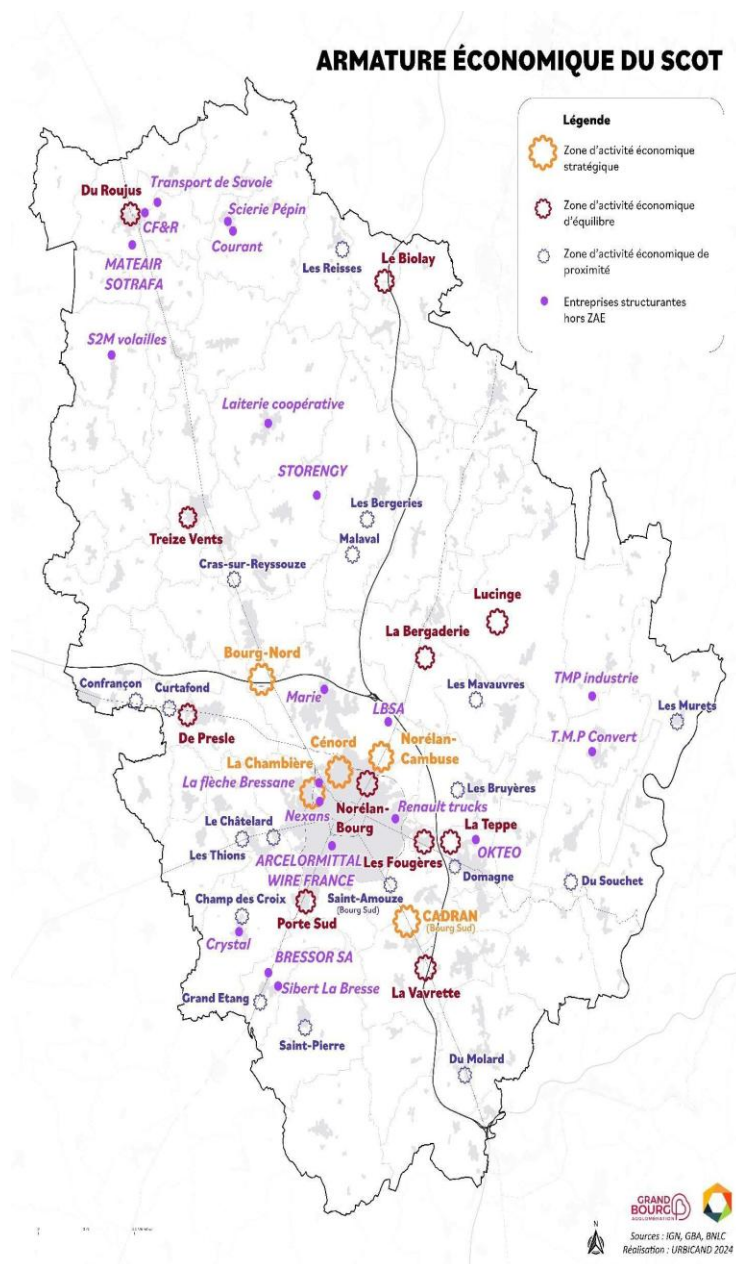 ARMATURE ÉCONOMIQUE DU SCOT
Légende
Zone d'activité économique
stratégique
Zone d'activité économique
d'équilibre
Zone d'activité économique de
proximité
Entreprises structurantes
hors ZAE
Du Roujus
Transport de Savoie
CF&R
Scierie Pépin
Courant
MATEAIR
SOTRAFA
Les Reisses
Le Biolay
S2M volailles
Laiterie coopérative
STORENGY
Les Bergeries
Treize Vents
Malaval
Cras-sur-Reyssouze
Lucinge
La Bergaderie
Bourg-Nord
Confrançon
Curtafond
Marie
Les Mavauvres
TMP industrie
Les Murets
LBSA
De Presle
Cénord
Norélan-
Cambuse
T.M.P Convert
La Chambière
La flèche Bressane
Nexans
Norélan-
Bourg
Les Bruyères
Renault trucks
Le Châtelard
La Teppe
Les Thions
ARCELORMITTAL
WIRE FRANCE
Les Fougères
OKTEO
Domagne
Du Souchet
Champ des Croix
Saint-Amouze
(Bourg Sud)
Porte Sud
CADRAN
(Bourg Sud)
Crystal
BRESSOR SA
Sibert La Bresse
La Vavrette
Grand Etang
Saint-Pierre
Du Molard
N
GRAND
BOURG
AGGLOMÉRATION
Sources : IGN, GBA, BNLC
Réalisation : URBICAND 2024